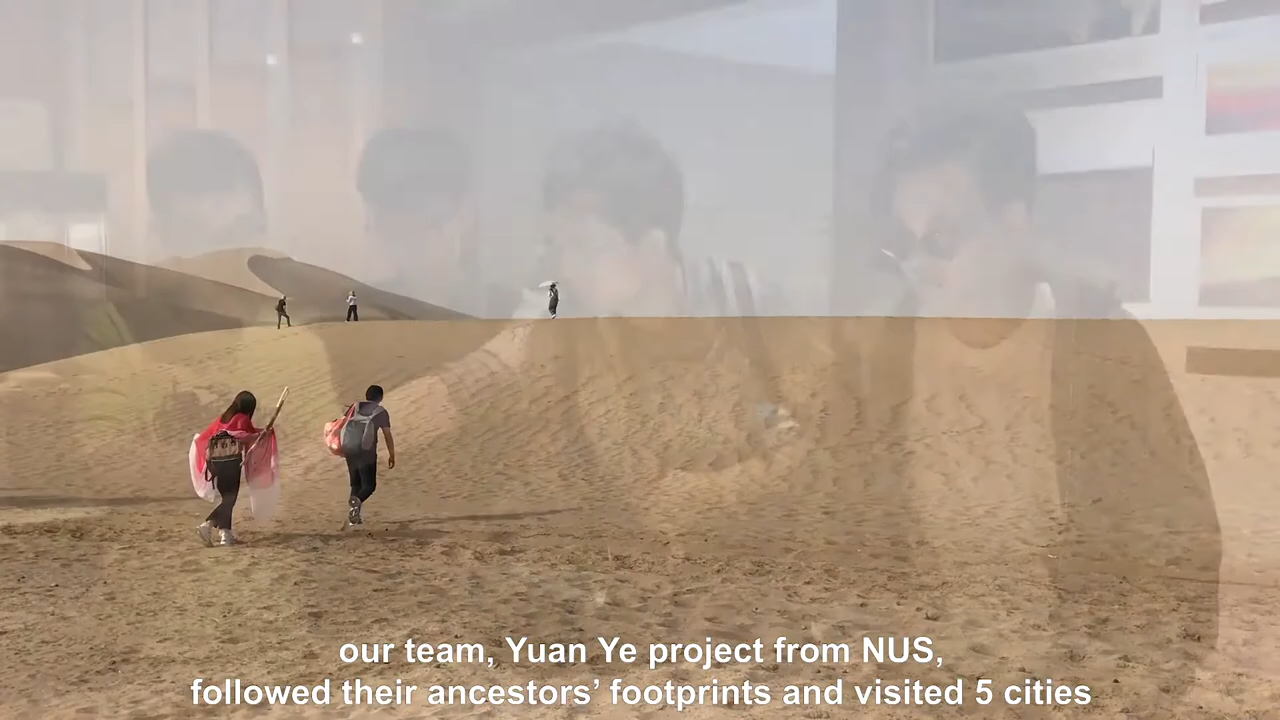 our team, Yuan Ye project from NUS,
followed their ancestors’ footprints and visited 5 cities